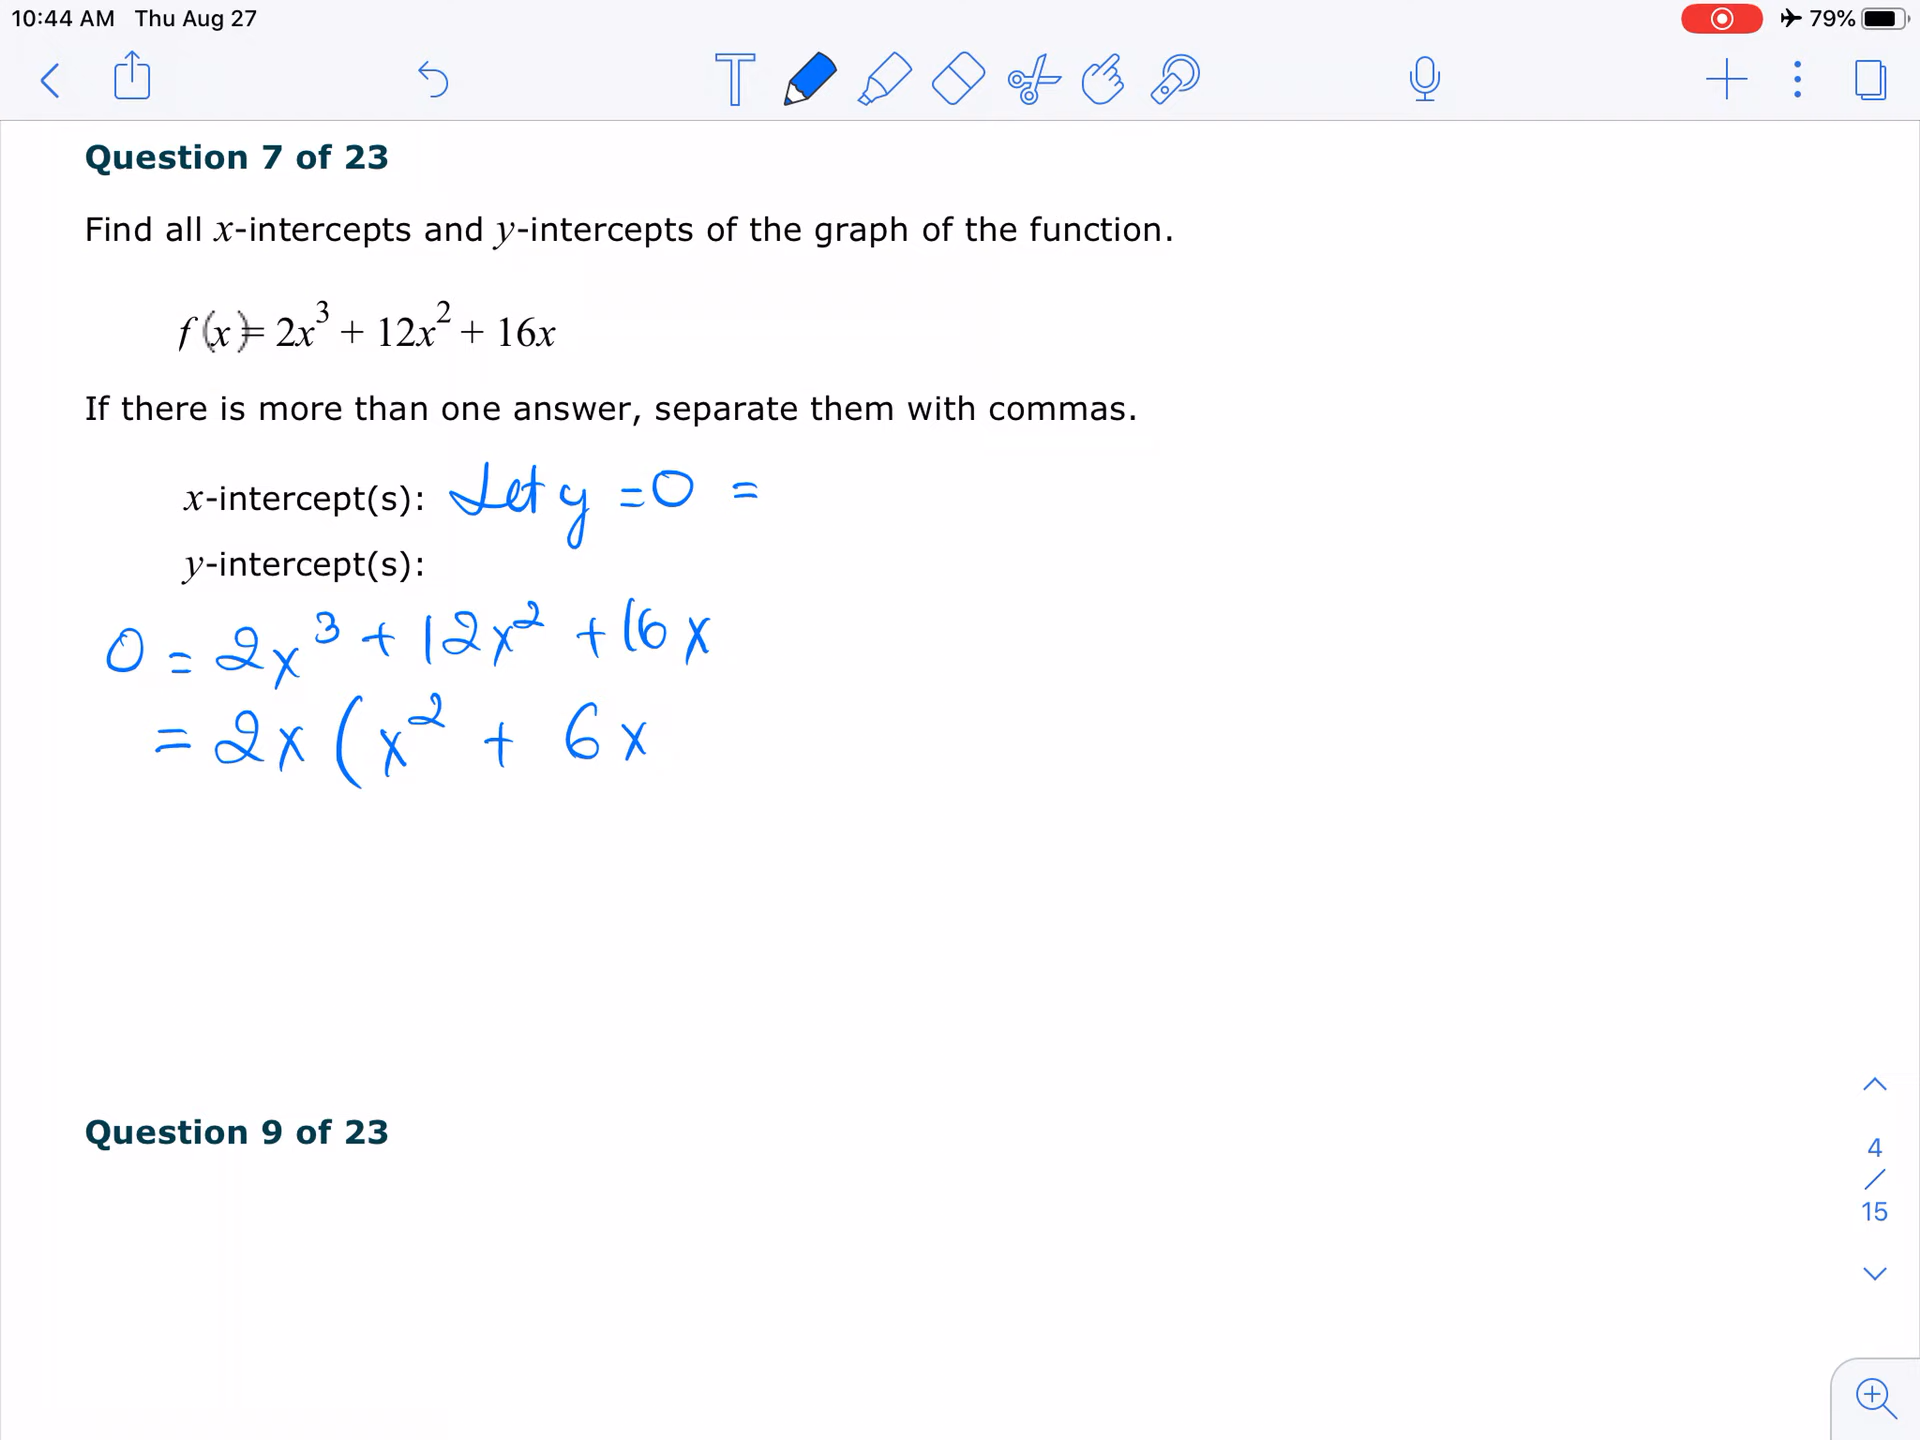 10:44 AM Thu Aug 27 79%
Question 7 of 23
Find all x-intercepts and y-intercepts of the graph of the function.
f(x)= 2x³ + 12x² + 16x
If there is more than one answer, separate them with commas.
x-intercept(s): Let y = 0 =
y-intercept(s):
0 = 2x³ + 12x² + 16x
= 2x (x² + 6x
Question 9 of 23
4
/
15